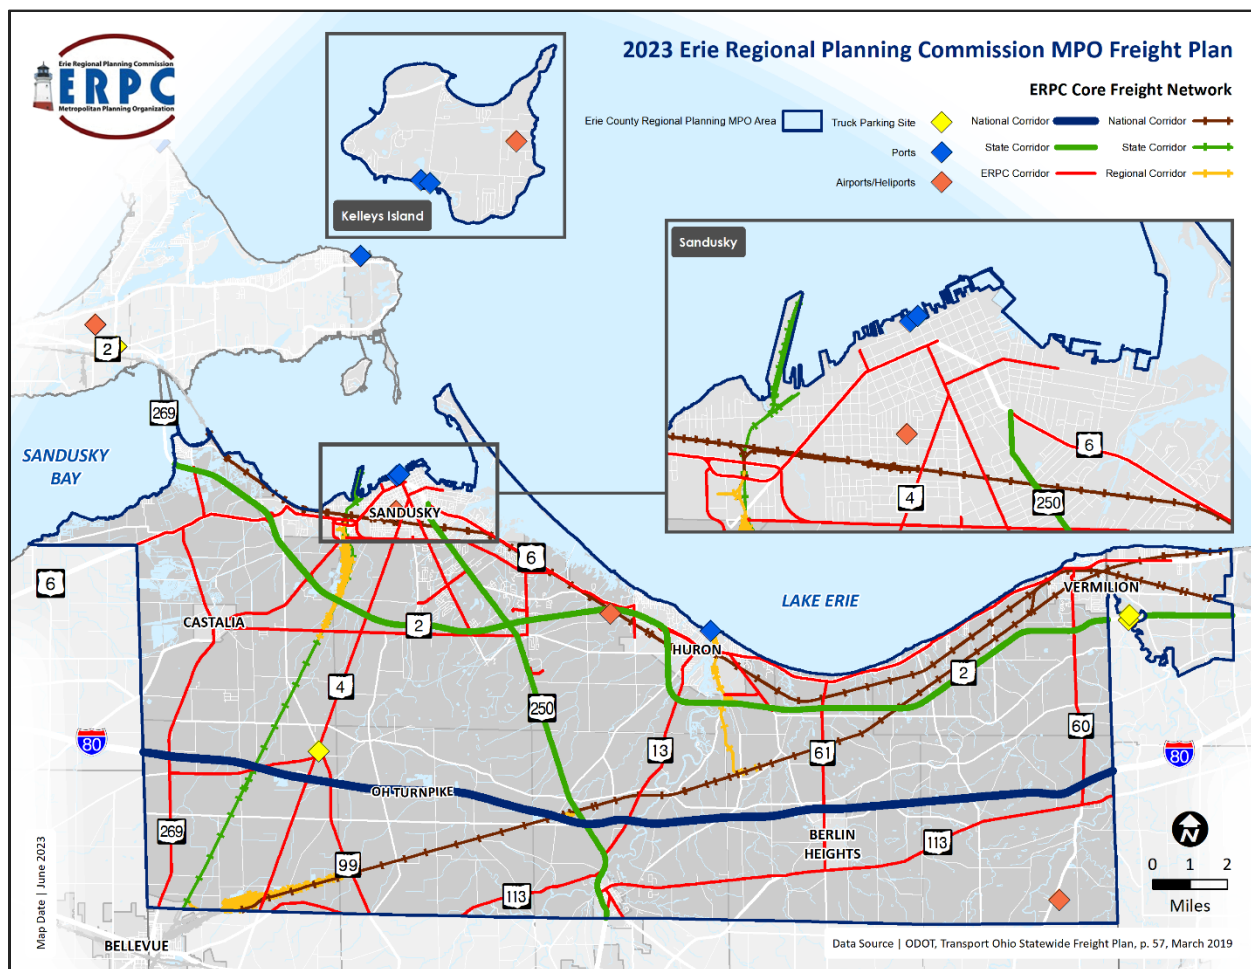 Erie Regional Planning Commission
ERPC
Metropolitan Planning Organization
2023 Erie Regional Planning Commission MPO Freight Plan
ERPC Core Freight Network
Erie County Regional Planning MPO Area
Truck Parking Site
National Corridor
National Corridor
Ports
State Corridor
State Corridor
Airports/Heliports
ERPC Corridor
Regional Corridor
Kelleys Island
Sandusky
6
4
250
2
269
SANDUSKY
BAY
SANDUSKY
6
6
LAKE ERIE
VERMILION
CASTALIA
2
HURON
2
4
250
13
61
60
80
80
OH TURNPIKE
269
99
BERLIN
HEIGHTS
113
113
N
0 1 2
Miles
BELLEVUE
Map Date | June 2023
Data Source | ODOT, Transport Ohio Statewide Freight Plan, p. 57, March 2019